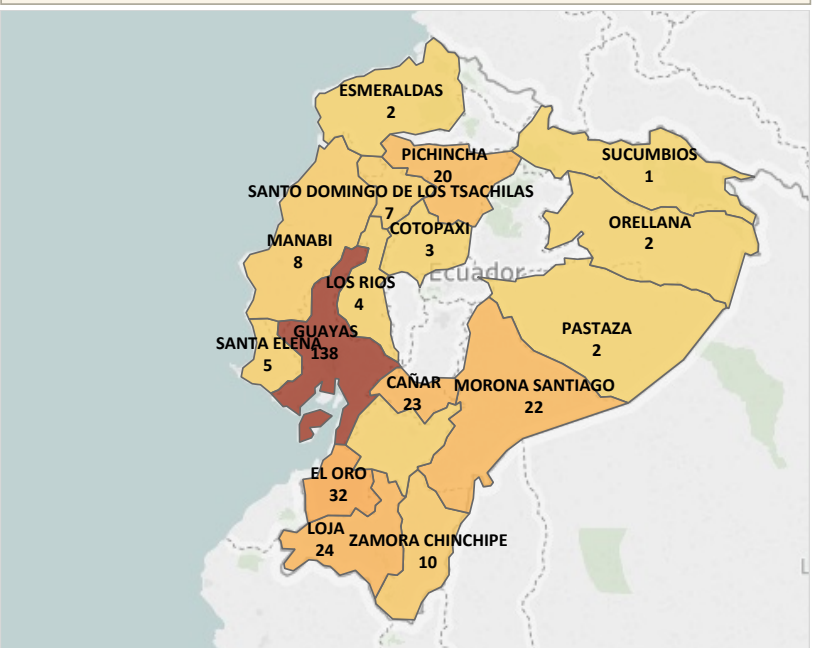 ESMERALDAS
2
PICHINCHA
20
SUCUMBIOS
1
SANTO DOMINGO DE LOS TSACHILAS
7
ORELLANA
2
COTOPAXI
3
MANABI
8
Ecuador
LOS RIOS
4
GUAYAS
138
PASTAZA
2
SANTA ELENA
5
CAÑAR
23
MORONA SANTIAGO
22
EL ORO
32
LOJA
24
ZAMORA CHINCHIPE
10
L